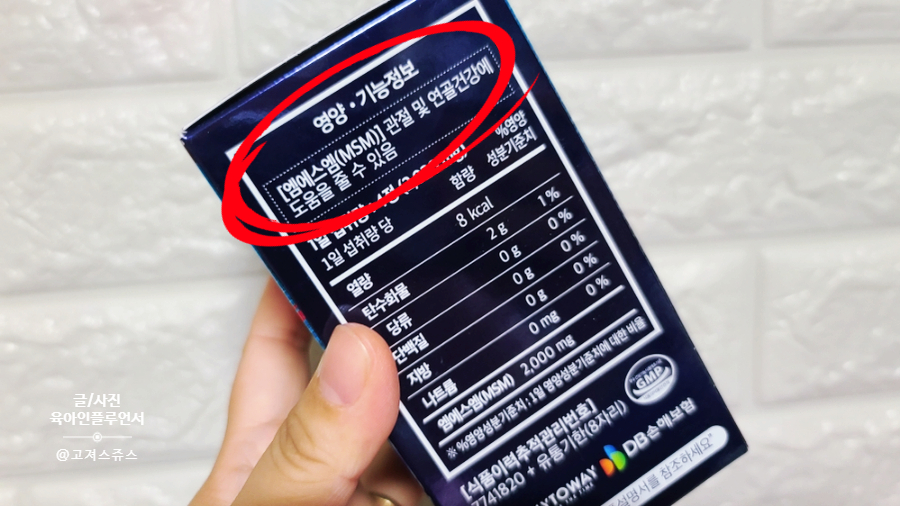 영양•기능정보
[엠에스엠(MSM)] 관절 및 연골건강에
도움을 줄 수 있음
1일 섭취량 당
함량
%영양
성분기준치
열량 8 kcal
탄수화물 2 g 1 %
당류 0 g 0 %
단백질 0 g 0 %
지방 0 g 0 %
나트륨 0 mg 0 %
엠에스엠(MSM) 2,000 mg
※ %영양성분기준치 : 1일 영양성분기준치에 대한 비율
GMP
[식품이력추적관리번호]
7741820 + 유통기한(8자리)
DB손해보험
참조하세요
글/사진
육아인플루언서
@고져스쥬스